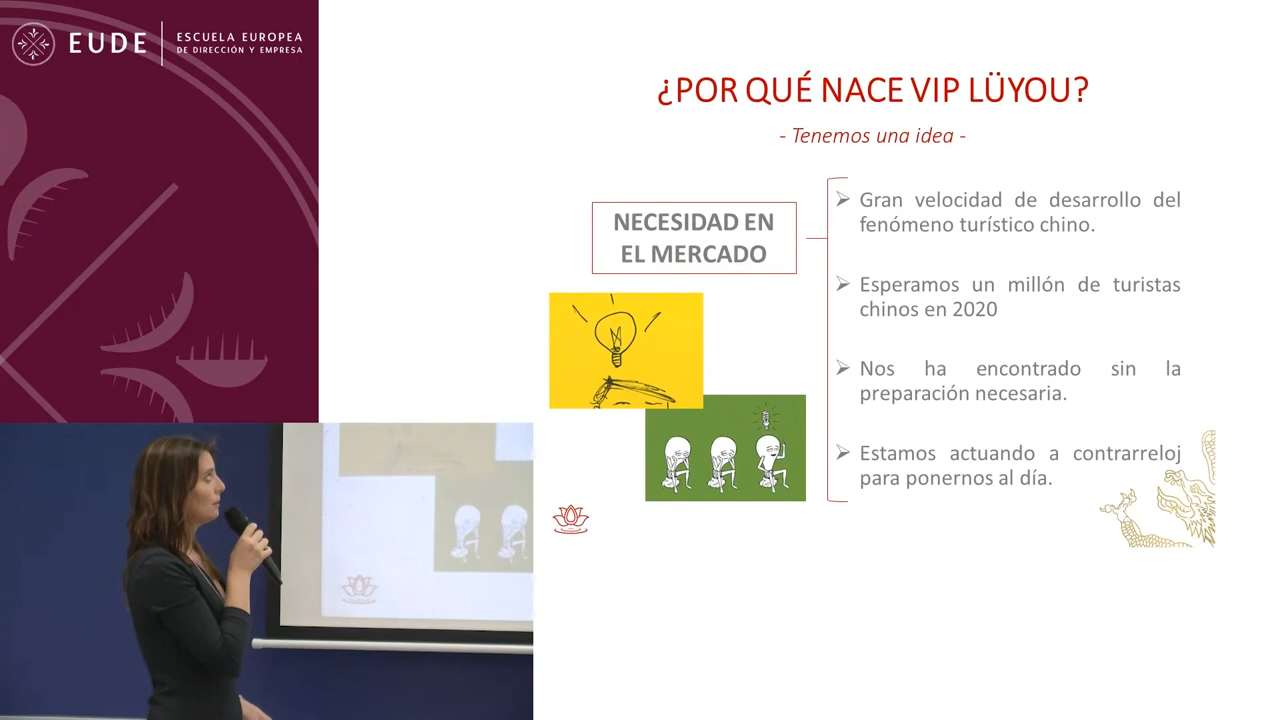 EUDE
ESCUELA EUROPEA
DE DIRECCIÓN Y EMPRESA
¿POR QUÉ NACE VIP LÜYOU?
- Tenemos una idea -
NECESIDAD EN
EL MERCADO
Gran velocidad de desarrollo del
fenómeno turístico chino.
Esperamos un millón de turistas
chinos en 2020
Nos ha encontrado sin la
preparación necesaria.
Estamos actuando a contrarreloj
para ponernos al día.